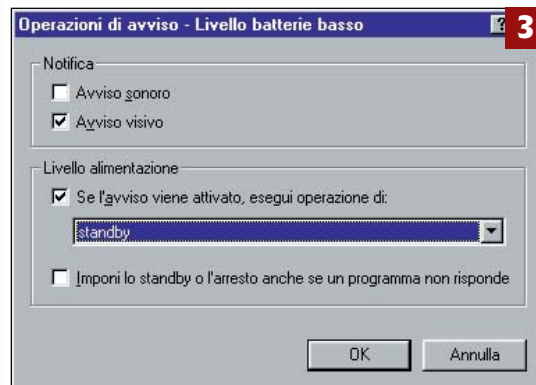 Operazioni di avviso - Livello batterie basso
?
3
Notifica
Avviso sonoro
Avviso visivo
Livello alimentazione
Se l'avviso viene attivato, esegui operazione di:
standby
Imponi lo standby o l'arresto anche se un programma non risponde
OK
Annulla